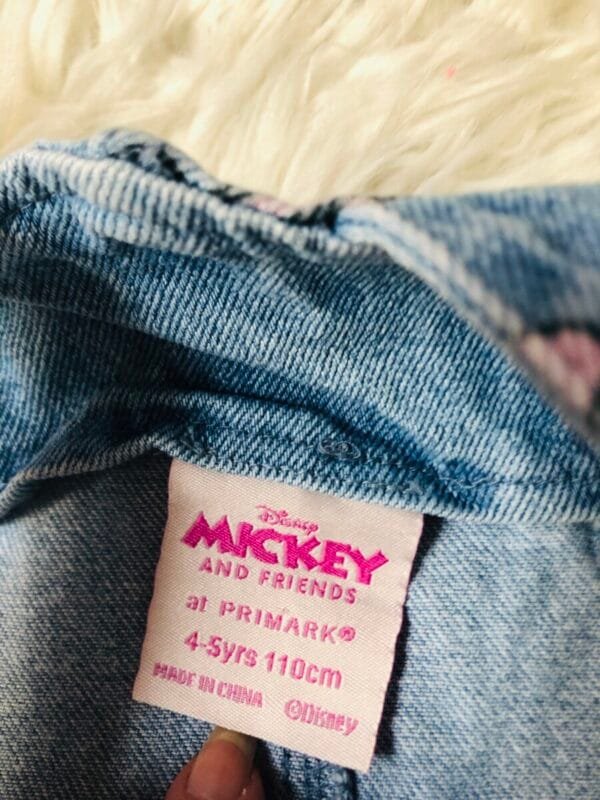 Disney
MICKEY
AND FRIENDS
at PRIMARK®
4-5yrs 110cm
MADE IN CHINA ©Disney